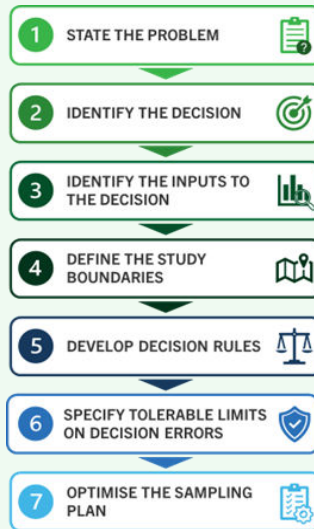 1 STATE THE PROBLEM
?
2 IDENTIFY THE DECISION
3 IDENTIFY THE INPUTS TO
THE DECISION
4 DEFINE THE STUDY
BOUNDARIES
5 DEVELOP DECISION RULES
6 SPECIFY TOLERABLE LIMITS
ON DECISION ERRORS
7 OPTIMISE THE SAMPLING
PLAN